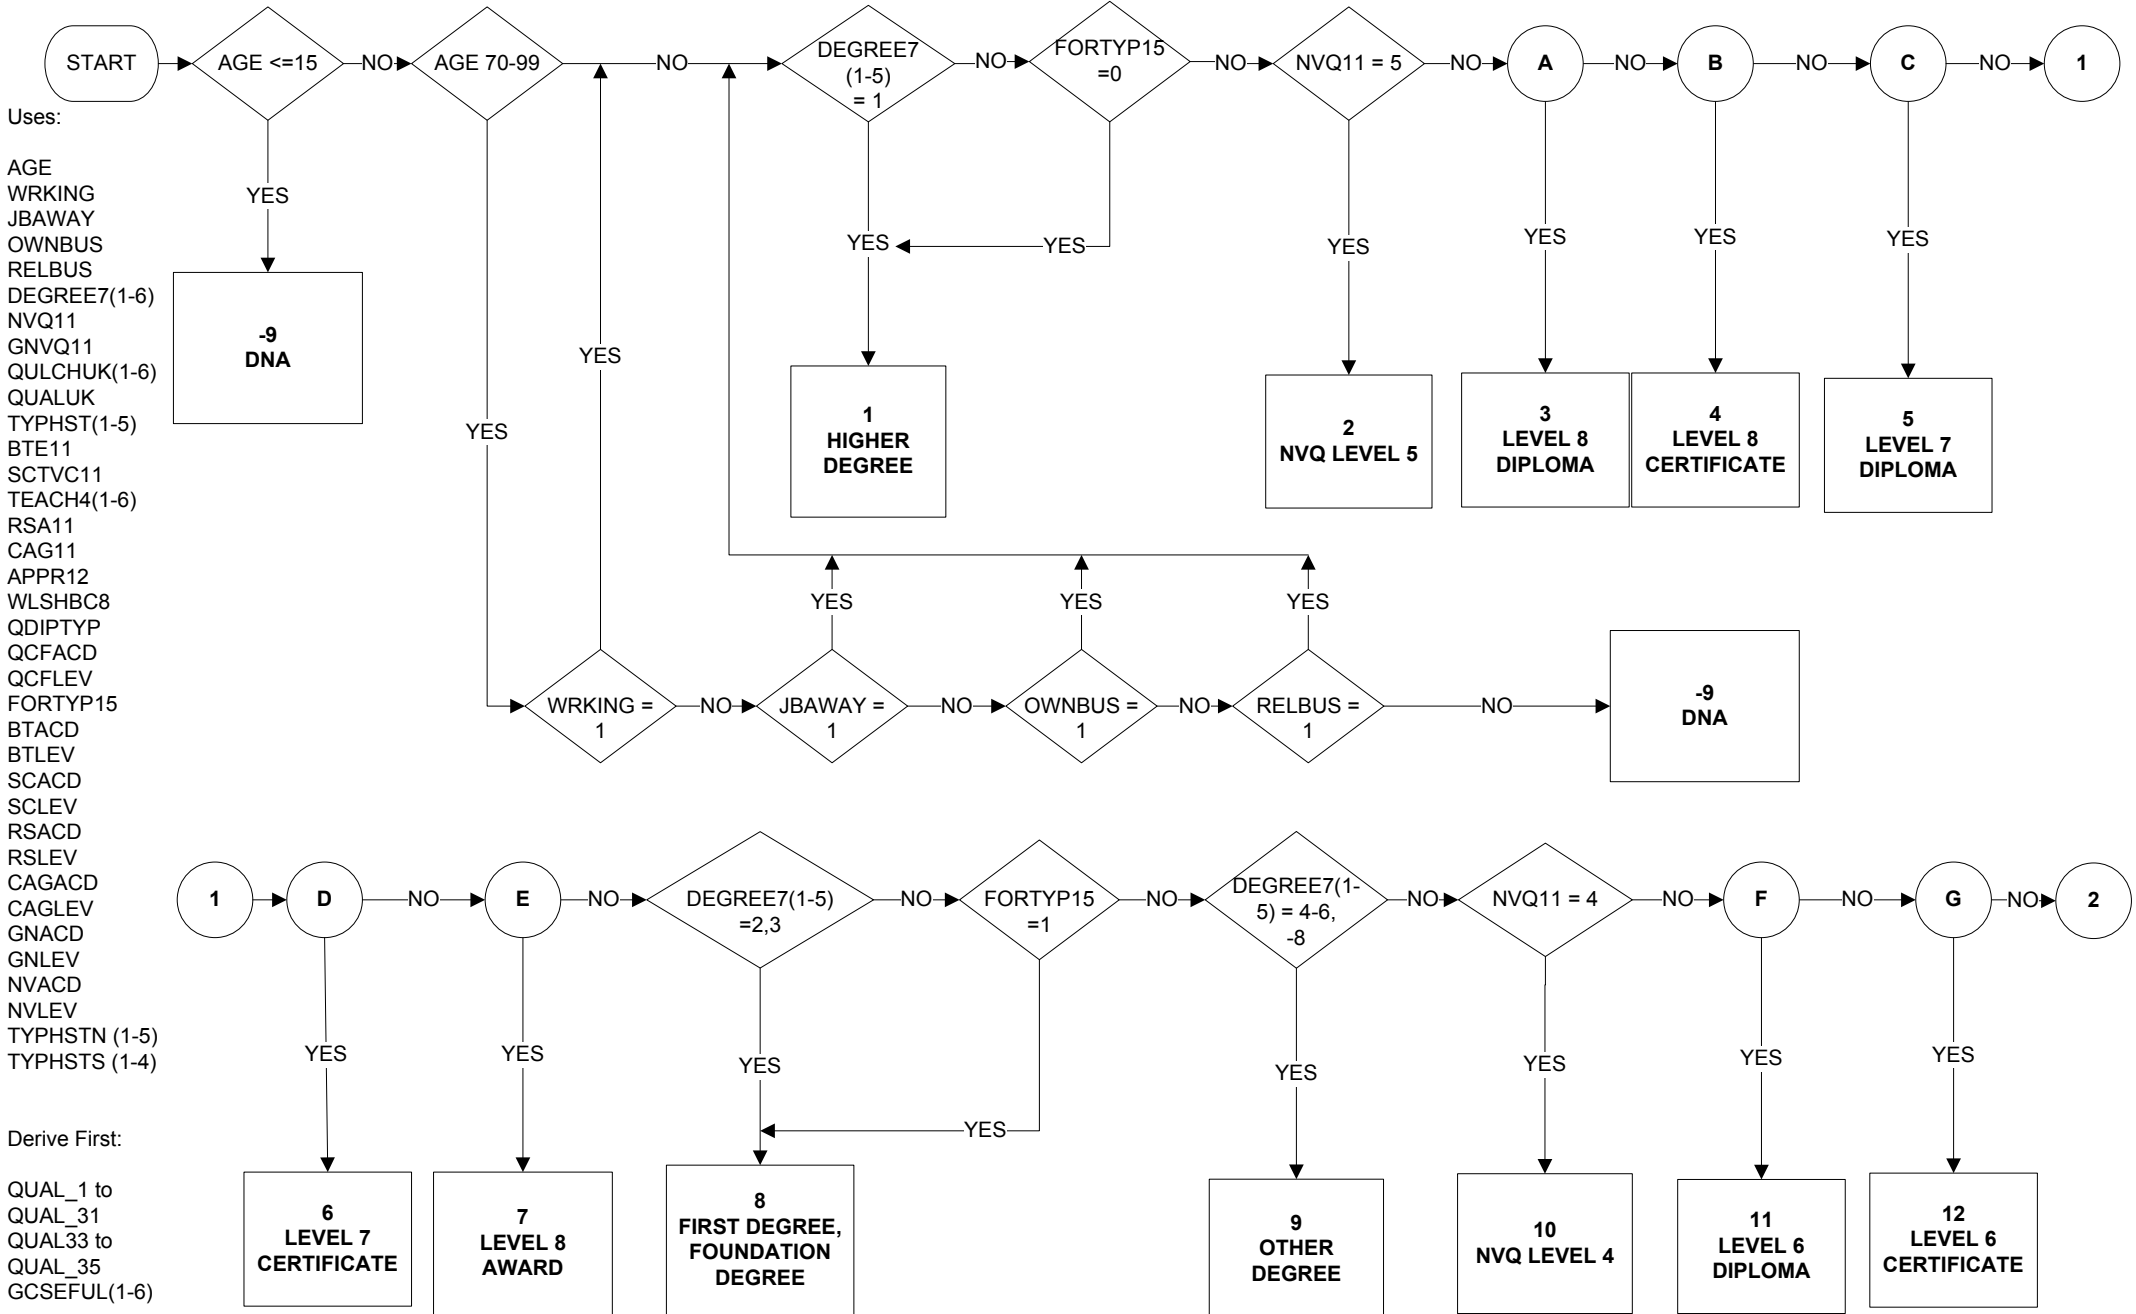 START
AGE <=15
NO
AGE 70-99
NO
DEGREE7
(1-5)
= 1
NO
FORTYP15
=0
NO
NVQ11 = 5
NO
A
NO
B
NO
C
NO
1
YES
YES
YES
YES
YES
YES
YES
YES
YES
-9
DNA
1
HIGHER
DEGREE
2
NVQ LEVEL 5
3
LEVEL 8
DIPLOMA
4
LEVEL 8
CERTIFICATE
5
LEVEL 7
DIPLOMA
YES
YES
YES
WRKING =
1
NO
JBAWAY =
1
NO
OWNBUS =
1
NO
RELBUS =
1
NO
-9
DNA
Uses:
AGE
WRKING
JBAWAY
OWNBUS
RELBUS
DEGREE7(1-6)
NVQ11
GNVQ11
QULCHUK(1-6)
QUALUK
TYPHST(1-5)
BTE11
SCTVC11
TEACH4(1-6)
RSA11
CAG11
APPR12
WLSHBC8
QDIPTYP
QCFACD
QCFLEV
FORTYP15
BTACD
BTLEV
SCACD
SCLEV
RSACD
RSLEV
CAGACD
CAGLEV
GNACD
GNLEV
NVACD
NVLEV
TYPHSTN (1-5)
TYPHSTS (1-4)
Derive First:
QUAL_1 to
QUAL_31
QUAL33 to
QUAL_35
GCSEFUL(1-6)
1
D
NO
E
NO
DEGREE7(1-5)
=2,3
NO
FORTYP15
=1
NO
DEGREE7(1-
5) = 4-6,
-8
NO
NVQ11 = 4
NO
F
NO
G
NO
2
YES
YES
YES
YES
YES
YES
YES
YES
6
LEVEL 7
CERTIFICATE
7
LEVEL 8
AWARD
8
FIRST DEGREE,
FOUNDATION
DEGREE
9
OTHER
DEGREE
10
NVQ LEVEL 4
11
LEVEL 6
DIPLOMA
12
LEVEL 6
CERTIFICATE